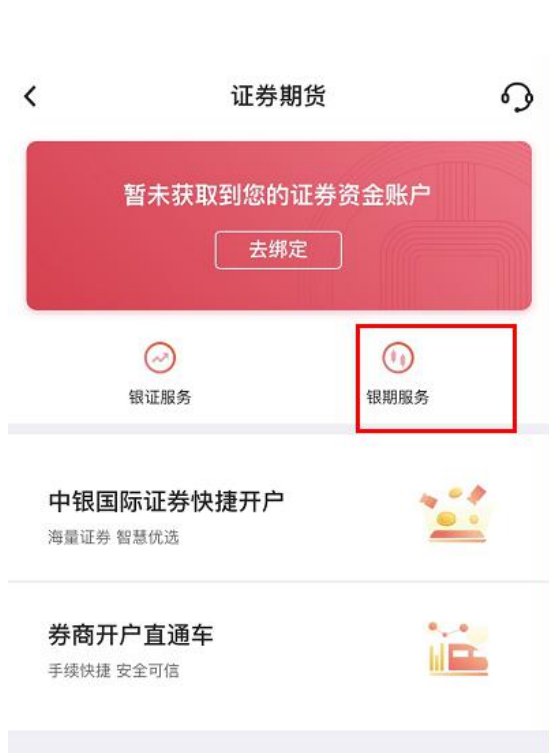 证券期货
暂未获取到您的证券资金账户
去绑定
银证服务
银期服务
中银国际证券快捷开户
海量证券 智慧优选
券商开户直通车
手续快捷 安全可信